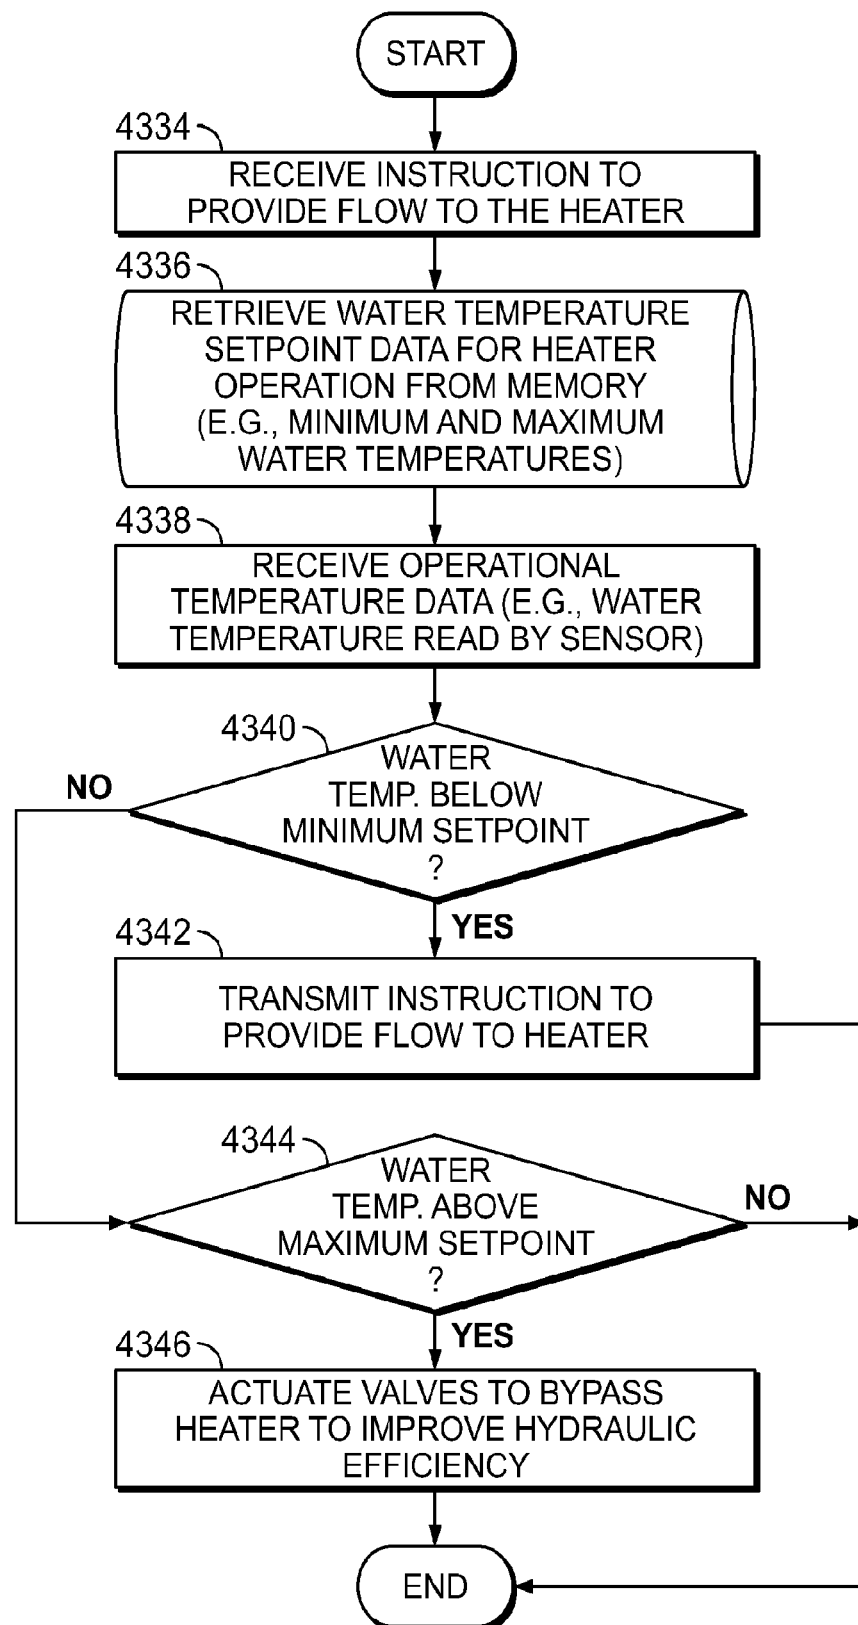 START
4334
RECEIVE INSTRUCTION TO
PROVIDE FLOW TO THE HEATER
4336
RETRIEVE WATER TEMPERATURE
SETPOINT DATA FOR HEATER
OPERATION FROM MEMORY
(E.G., MINIMUM AND MAXIMUM
WATER TEMPERATURES)
4338
RECEIVE OPERATIONAL
TEMPERATURE DATA (E.G., WATER
TEMPERATURE READ BY SENSOR)
4340
WATER
TEMP. BELOW
MINIMUM SETPOINT
?
NO
YES
4342
TRANSMIT INSTRUCTION TO
PROVIDE FLOW TO HEATER
4344
WATER
TEMP. ABOVE
MAXIMUM SETPOINT
?
NO
YES
4346
ACTUATE VALVES TO BYPASS
HEATER TO IMPROVE HYDRAULIC
EFFICIENCY
END